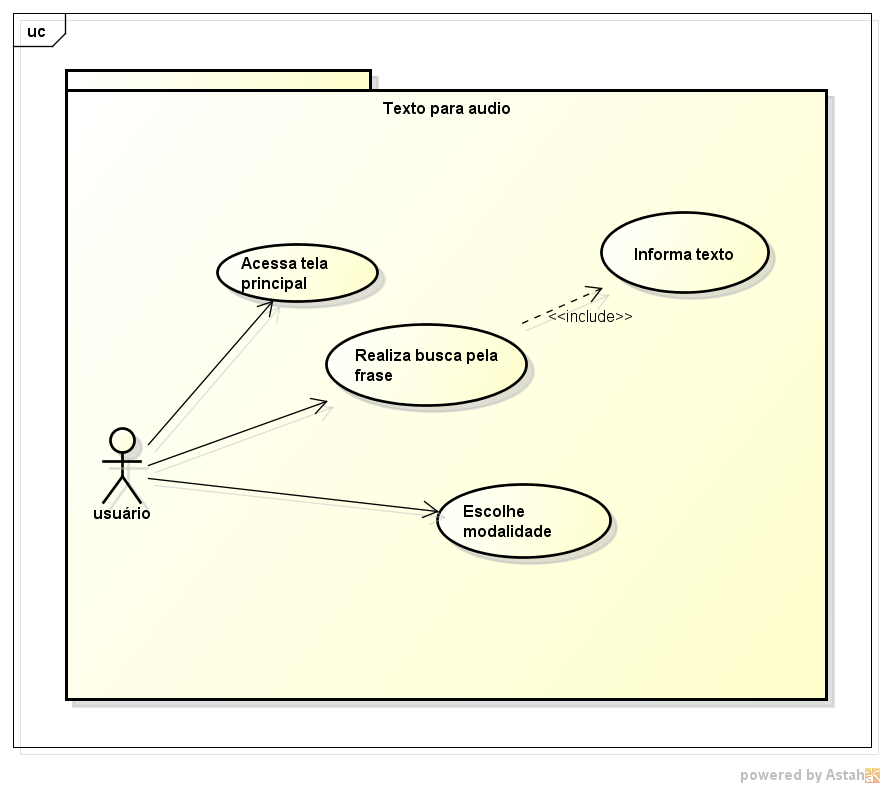 uc
Texto para audio
Acessa tela
principal
Informa texto
<<include>>
Realiza busca pela
frase
usuário
Escolhe
modalidade
powered by Astah